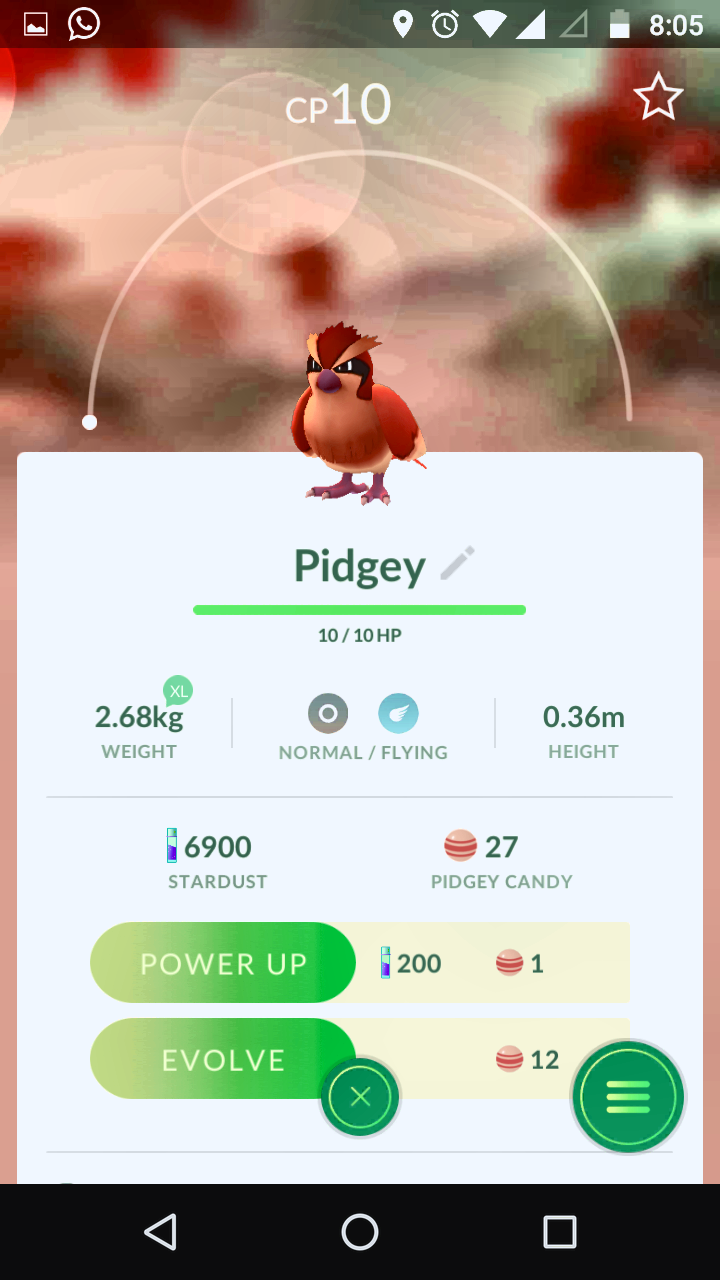 8:05
CP10
Pidgey
10 / 10 HP
XL
2.68kg
0.36m
WEIGHT
NORMAL / FLYING
HEIGHT
6900
27
STARDUST
PIDGEY CANDY
POWER UP 200 1
EVOLVE 12